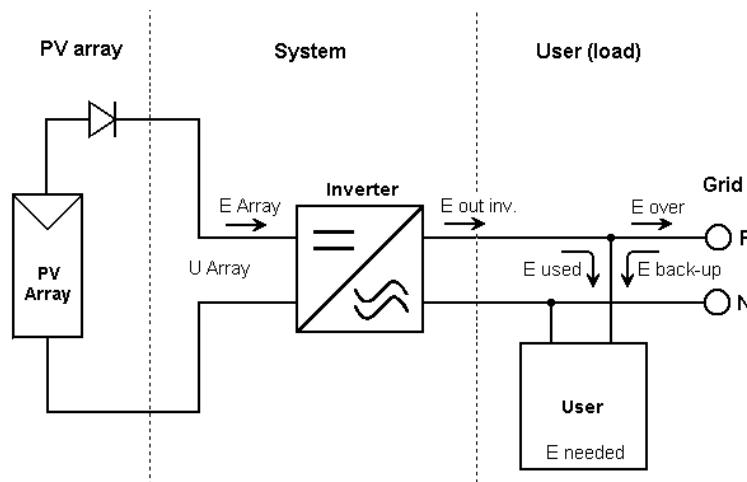 PV array
System
User (load)
Inverter
Grid
E Array
E out inv.
E over
P
PV
Array
U Array
E used
E back-up
N
User
E needed